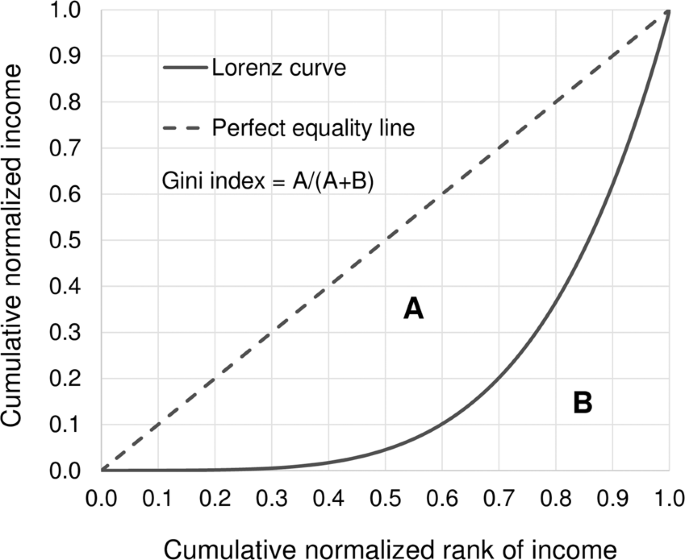 1.0
0.9
0.8
0.7
0.6
0.5
0.4
0.3
0.2
0.1
0.0
Cumulative normalized income
Lorenz curve
Perfect equality line
Gini index = A/(A+B)
A
B
0.0 0.1 0.2 0.3 0.4 0.5 0.6 0.7 0.8 0.9 1.0
Cumulative normalized rank of income